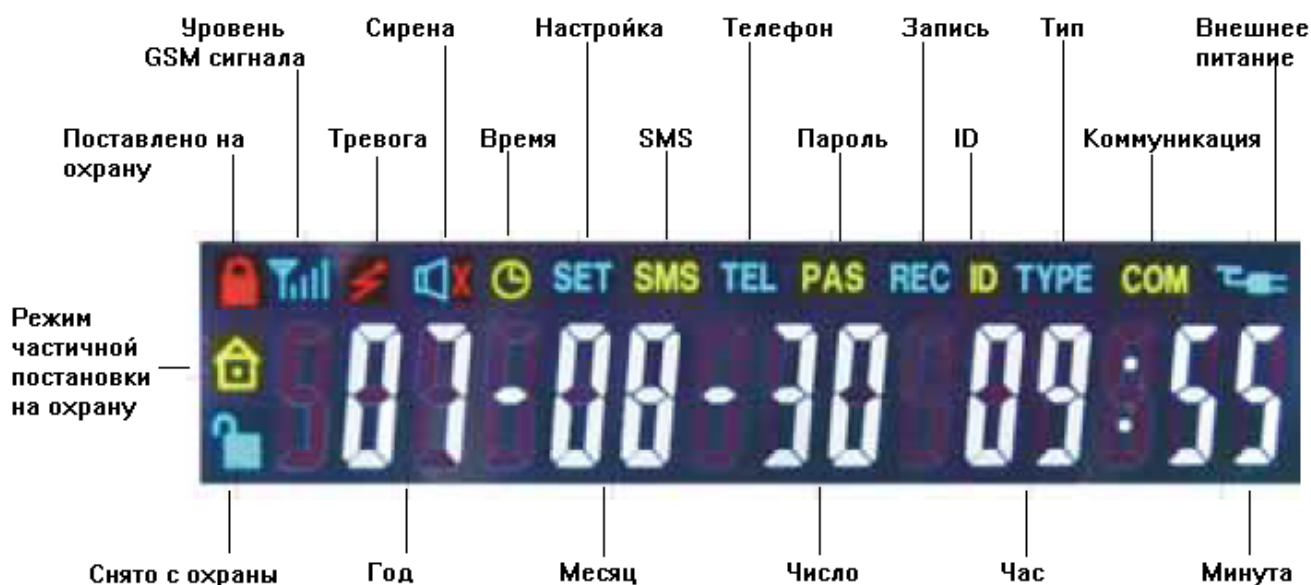 Уровень
GSM сигнала
Сирена
Настройка
Телефон
Запись
Тип
Внешнее
питание
Поставлено на
охрану
Тревога
Время
SMS
Пароль
ID
Коммуникация
SET SMS TEL PAS REC ID TYPE COM
Режим
частичной
постановки
на охрану
07-08-30 09:55
Снято с охраны
Год
Месяц
Число
Час
Минута